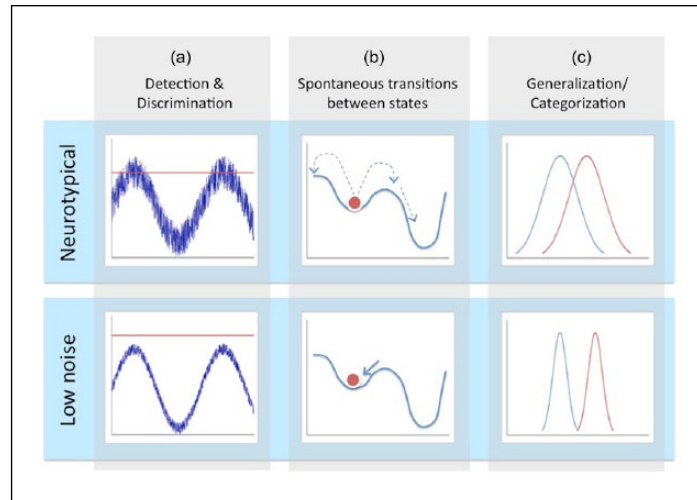 (a)
Detection &
Discrimination
(b)
Spontaneous transitions
between states
(c)
Generalization/
Categorization
Neurotypical
Low noise